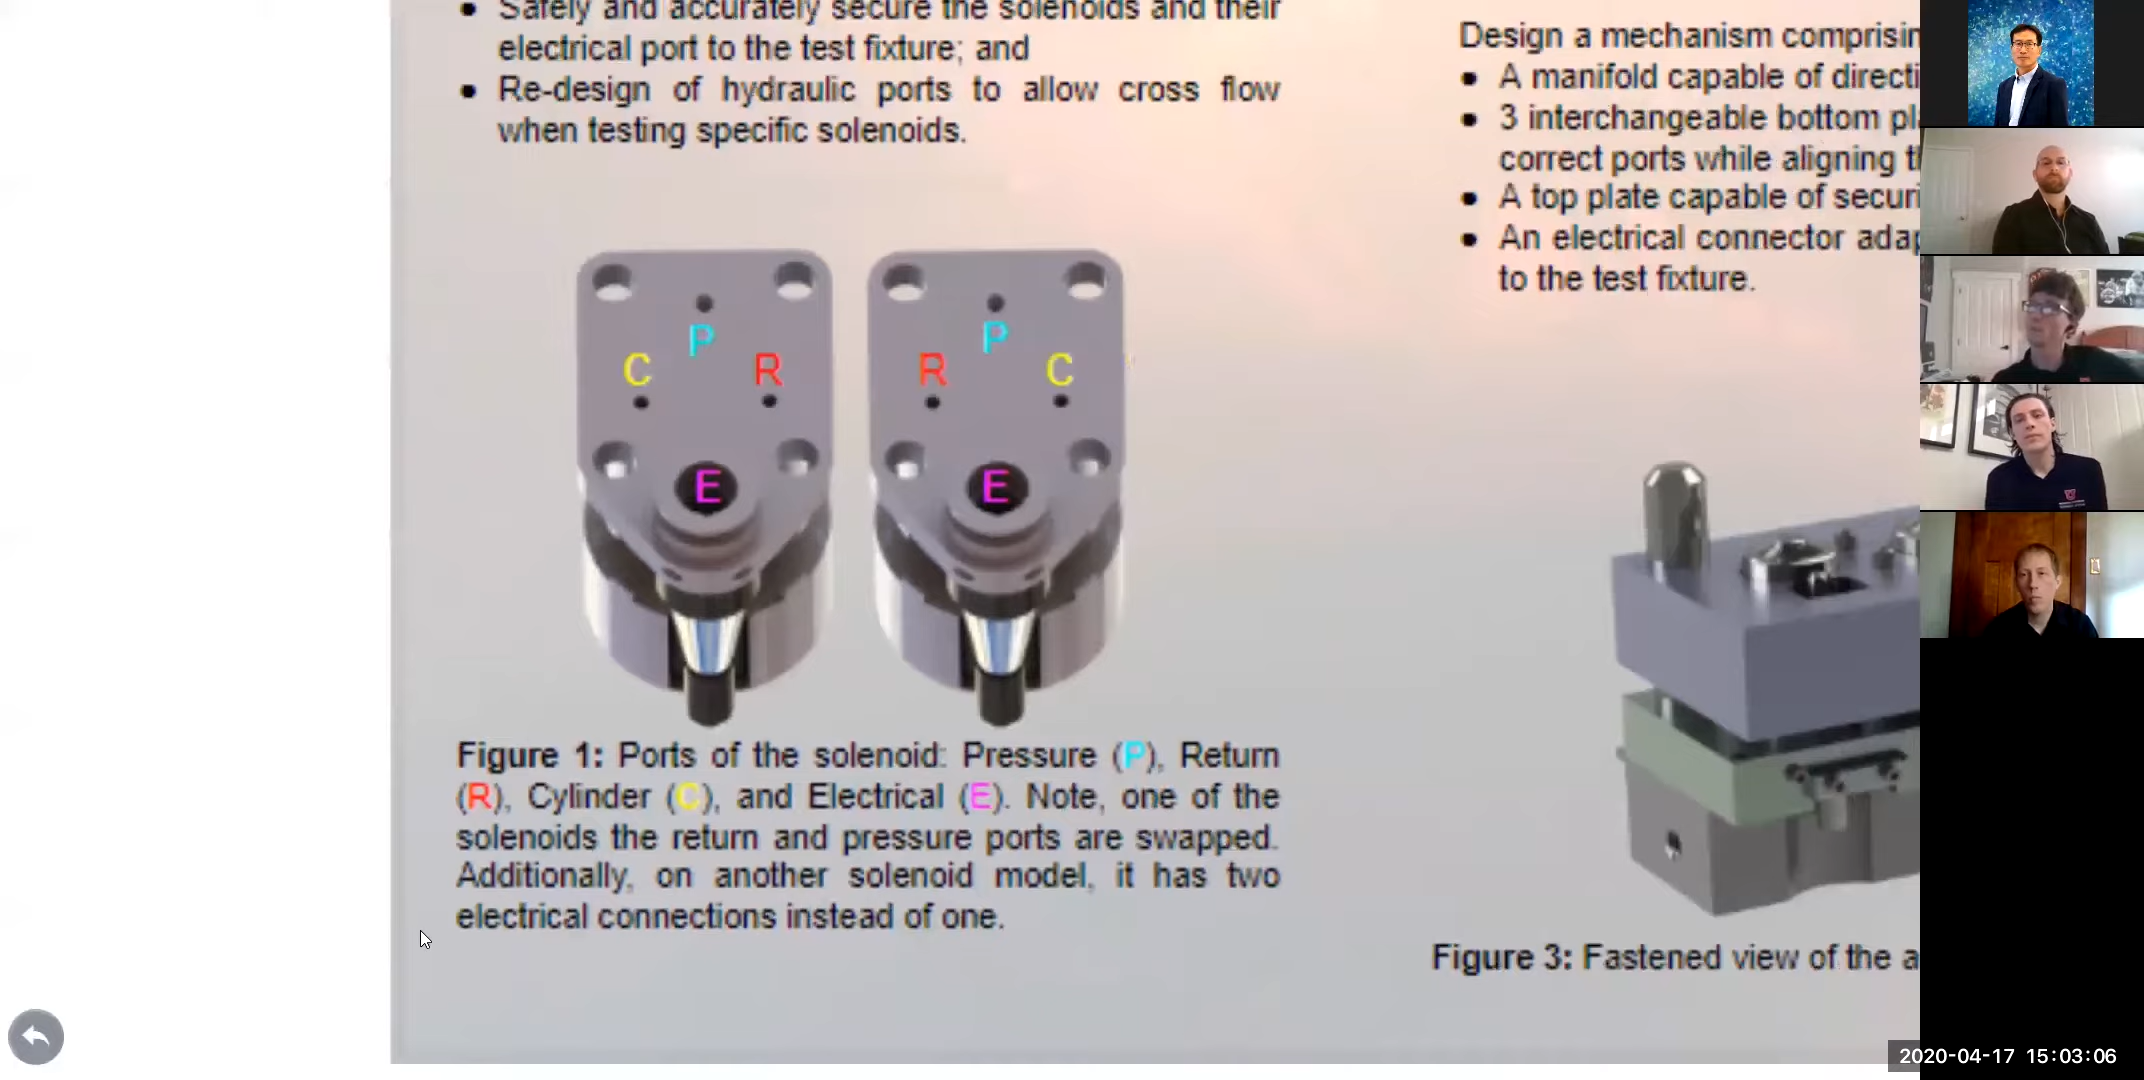 Safely and accurately secure the solenoids and their
electrical port to the test fixture; and
Re-design of hydraulic ports to allow cross flow
when testing specific solenoids.
P
C
R
E
P
R
C
E
Figure 1: Ports of the solenoid: Pressure (P), Return
(R), Cylinder (C), and Electrical (E). Note, one of the
solenoids the return and pressure ports are swapped.
Additionally, on another solenoid model, it has two
electrical connections instead of one.
Design a mechanism comprisin
A manifold capable of directi
3 interchangeable bottom pl
correct ports while aligning t
A top plate capable of securi
An electrical connector adap
to the test fixture.
Figure 3: Fastened view of the a
2020-04-17 15:03:06